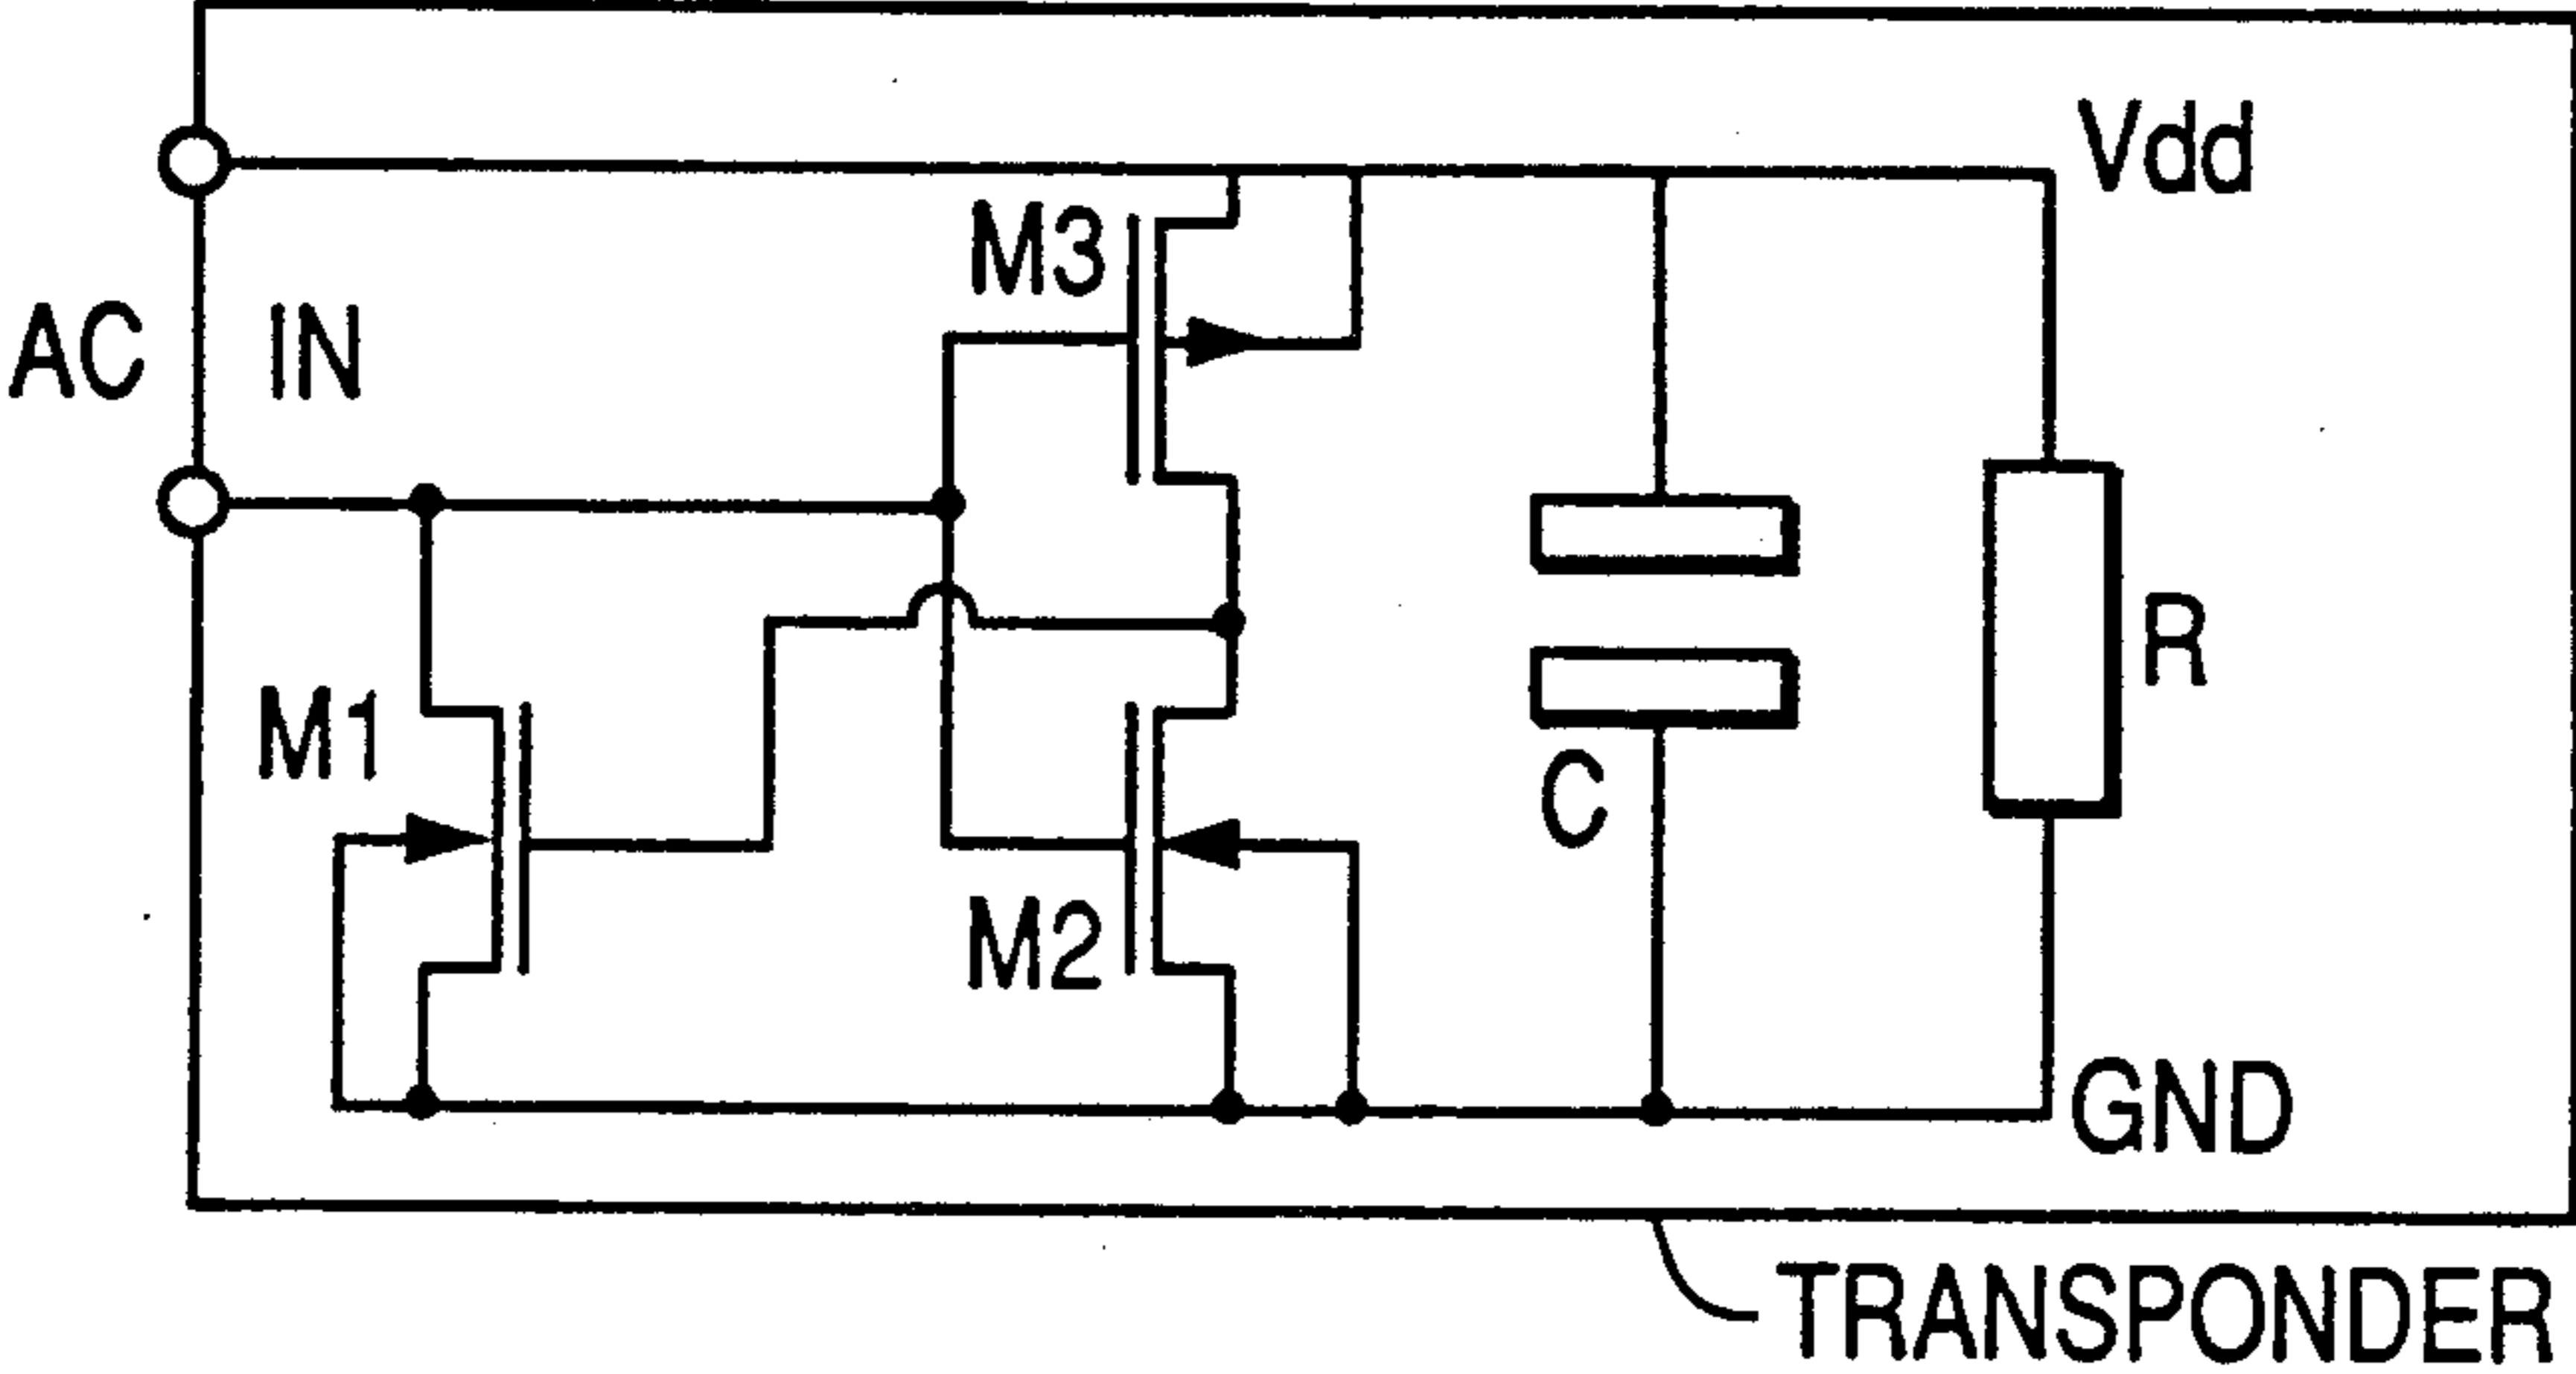 Vdd
M3
AC IN
R
M1
C
M2
GND
TRANSPONDER